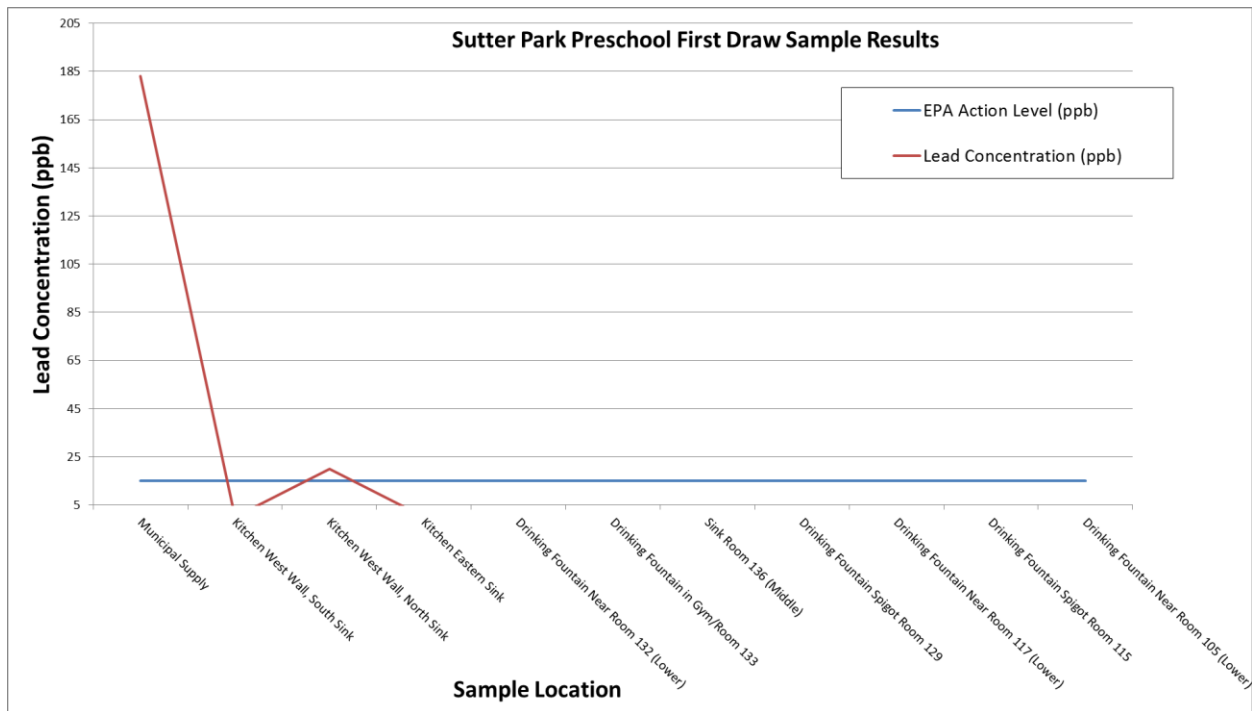 Sutter Park Preschool First Draw Sample Results
EPA Action Level (ppb)
Lead Concentration (ppb)
Lead Concentration (ppb)
205
185
165
145
125
105
85
65
45
25
5
Municipal Supply
Kitchen West Wall, South Sink
Kitchen West Wall, North Sink
Kitchen Eastern Sink
Drinking Fountain Near Room 132 (Lower)
Drinking Fountain in Gym/Room 133
Sink Room 136 (Middle)
Drinking Fountain Spigot Room 129
Drinking Fountain Near Room 117 (Lower)
Drinking Fountain Spigot Room 115
Drinking Fountain Near Room 105 (Lower)
Sample Location